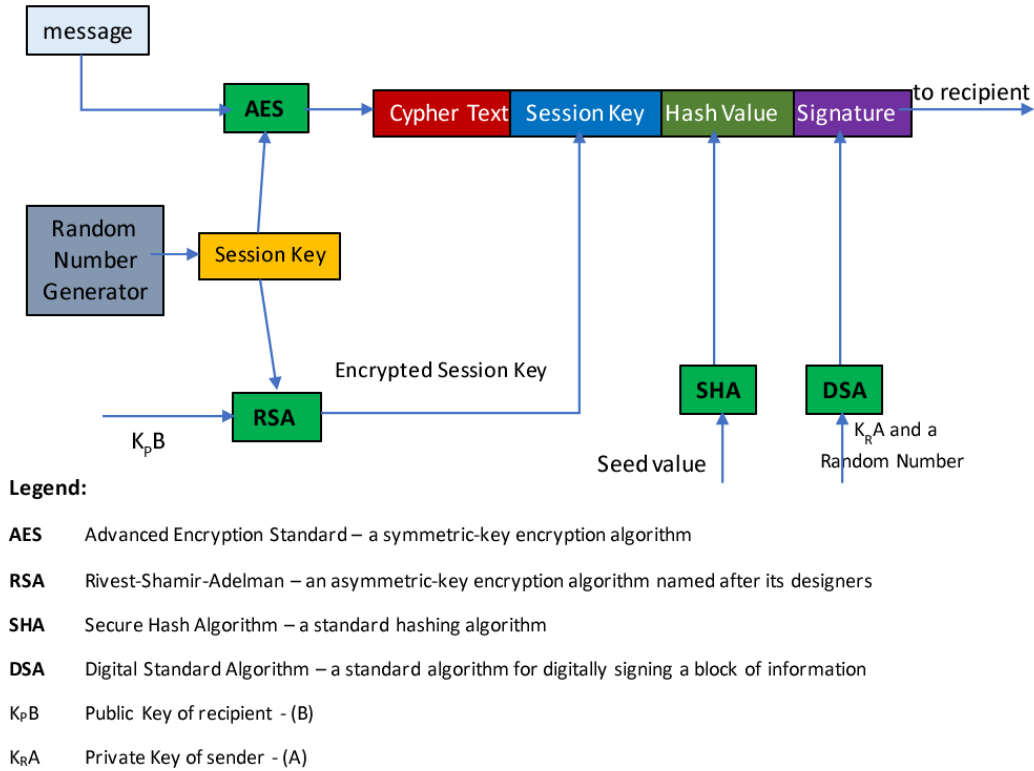 message
AES
Cypher Text Session Key Hash Value Signature
to recipient
Random
Number
Generator
Session Key
Encrypted Session Key
RSA
SHA
DSA
KₚB
Seed value
KᵣA and a
Random Number
Legend:
AES Advanced Encryption Standard – a symmetric-key encryption algorithm
RSA Rivest-Shamir-Adelman – an asymmetric-key encryption algorithm named after its designers
SHA Secure Hash Algorithm – a standard hashing algorithm
DSA Digital Standard Algorithm – a standard algorithm for digitally signing a block of information
KₚB Public Key of recipient - (B)
KᵣA Private Key of sender - (A)